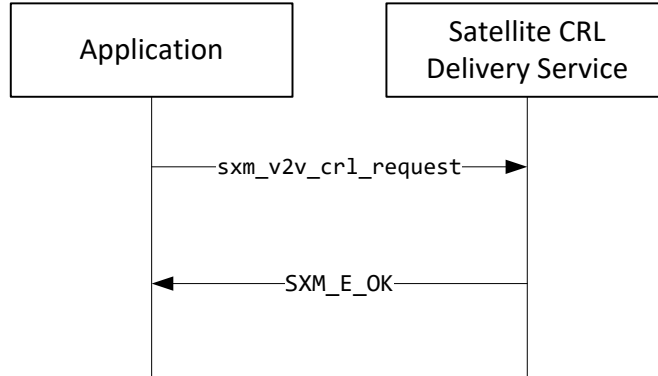 Application
Satellite CRL
Delivery Service
sxm_v2v_crl_request
SXM_E_OK